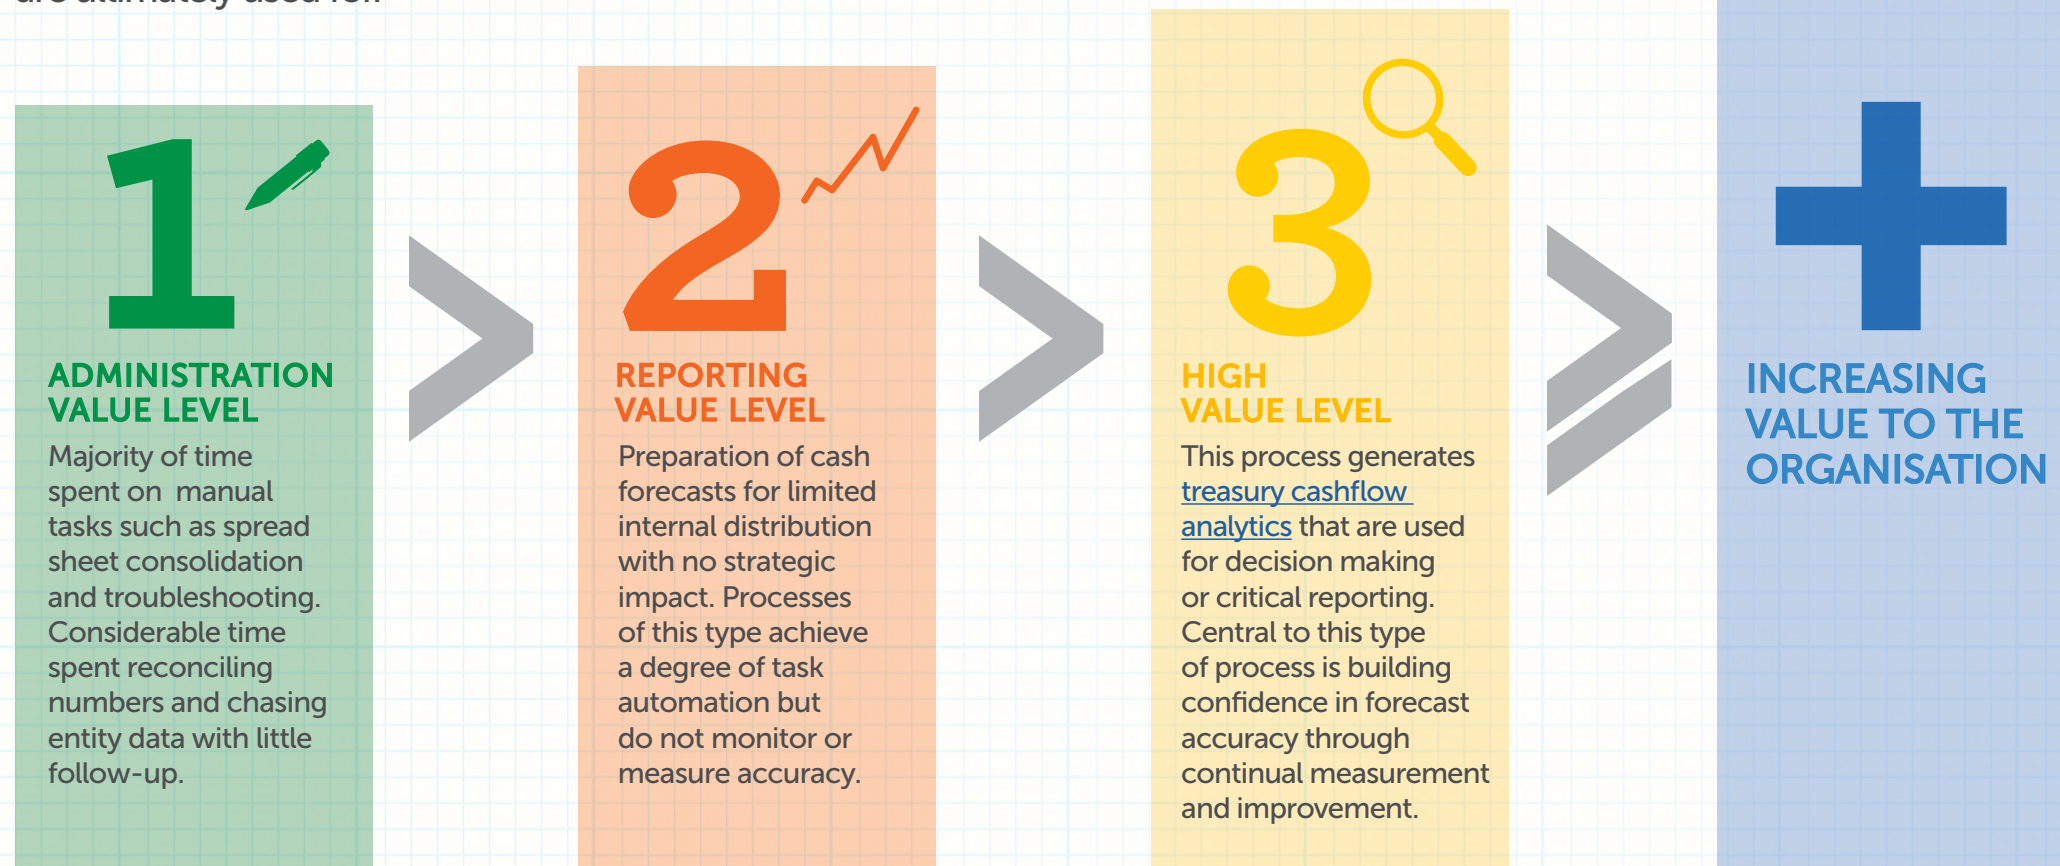 are ultimately used for.
1
ADMINISTRATION
VALUE LEVEL
Majority of time
spent on manual
tasks such as spread
sheet consolidation
and troubleshooting.
Considerable time
spent reconciling
numbers and chasing
entity data with little
follow-up.
2
REPORTING
VALUE LEVEL
Preparation of cash
forecasts for limited
internal distribution
with no strategic
impact. Processes
of this type achieve
a degree of task
automation but
do not monitor or
measure accuracy.
3
HIGH
VALUE LEVEL
This process generates
treasury cashflow
analytics that are used
for decision making
or critical reporting.
Central to this type
of process is building
confidence in forecast
accuracy through
continual measurement
and improvement.
INCREASING
VALUE TO THE
ORGANISATION